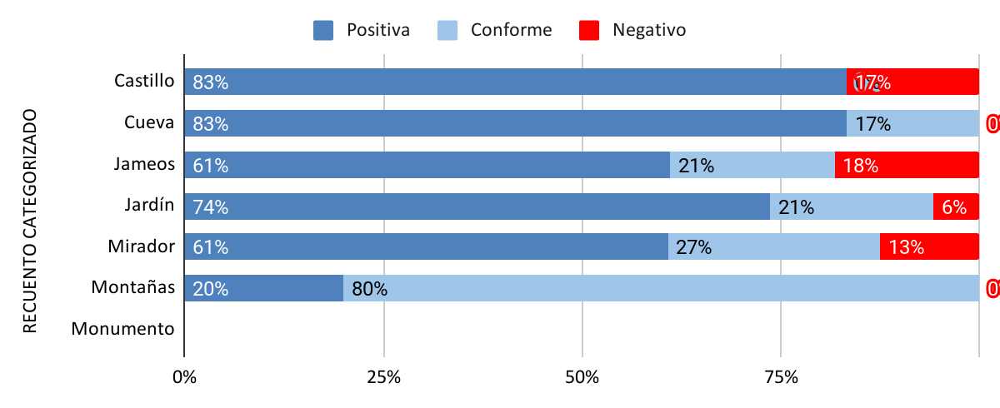 Positiva Conforme Negativo
RECUENTO CATEGORIZADO
Castillo 83% 0% 17%
Cueva 83% 17%
Jameos 61% 21% 18%
Jardín 74% 21% 6%
Mirador 61% 27% 13%
Montañas 20% 80%
Monumento
0% 25% 50% 75%